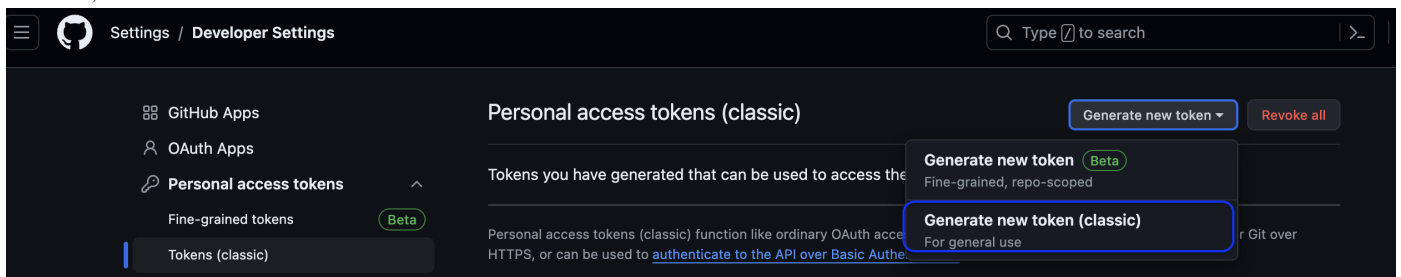 Settings / Developer Settings
Type / to search
GitHub Apps
OAuth Apps
Personal access tokens
Fine-grained tokens Beta
Tokens (classic)
Personal access tokens (classic)
Generate new token
Revoke all
Generate new token Beta
Fine-grained, repo-scoped
Generate new token (classic)
For general use
Tokens you have generated that can be used to access the
Personal access tokens (classic) function like ordinary OAuth acce r Git over
HTTPS, or can be used to authenticate to the API over Basic Authe